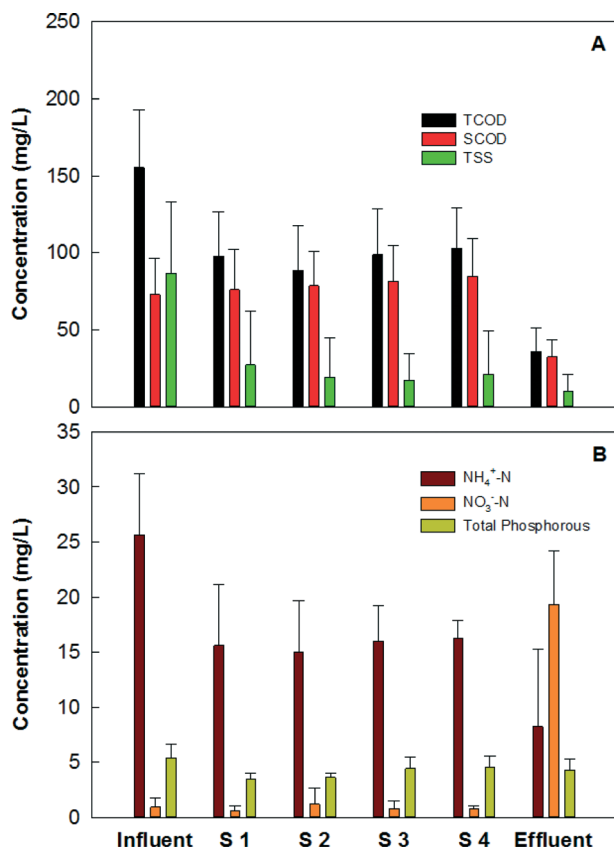 250
A
200
TCOD
SCOD
TSS
150
100
50
0
Concentration (mg/L)
35
B
NH₄⁺-N
NO₃⁻-N
Total Phosphorous
30
25
20
15
10
5
0
Concentration (mg/L)
Influent S 1 S 2 S 3 S 4 Effluent